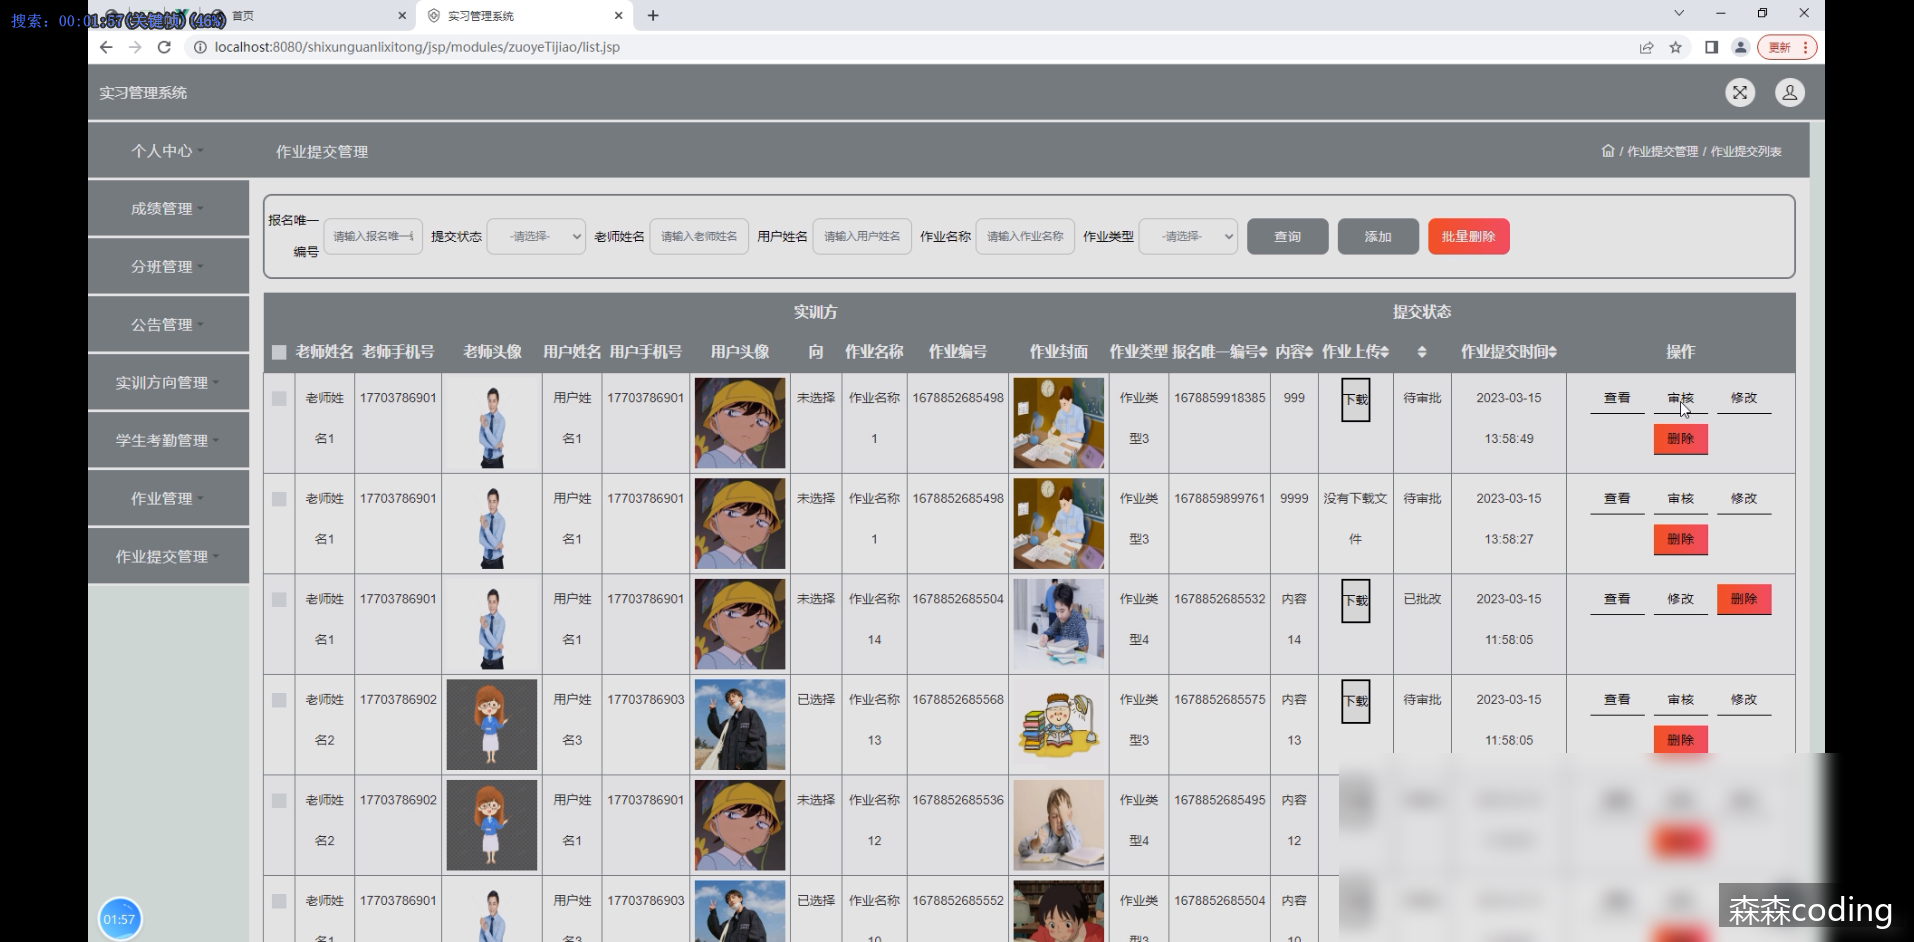 搜索: 00:01:57(关键帧)(46%)
首页
实习管理系统
更新
localhost:8080/shixunguanlixitong/jsp/modules/zuoyeTijiao/list.jsp
实习管理系统
个人中心
成绩管理
分班管理
公告管理
实训方向管理
学生考勤管理
作业管理
作业提交管理
作业提交管理
/ 作业提交管理 / 作业提交列表
报名唯一编号 请输入报名唯一编 提交状态 -请选择- 老师姓名 请输入老师姓名 用户姓名 请输入用户姓名 作业名称 请输入作业名称 作业类型 -请选择- 查询 添加 批量删除
老师姓名 老师手机号 老师头像 用户姓名 用户手机号 用户头像 实训方向 作业名称 作业编号 作业封面 作业类型 报名唯一编号 内容 作业上传 提交状态 作业提交时间 操作
老师姓名1 17703786901 用户姓名1 17703786901 未选择 作业名称1 1678852685498 作业类型3 1678859918385 999 下载 待审批 2023-03-15 13:58:49 查看 审核 修改 删除
老师姓名1 17703786901 用户姓名1 17703786901 未选择 作业名称1 1678852685498 作业类型3 1678859899761 9999 没有下载文件 待审批 2023-03-15 13:58:27 查看 审核 修改 删除
老师姓名1 17703786901 用户姓名1 17703786901 未选择 作业名称14 1678852685504 作业类型4 1678852685532 内容14 下载 已批改 2023-03-15 11:58:05 查看 修改 删除
老师姓名2 17703786902 用户姓名3 17703786903 已选择 作业名称13 1678852685568 作业类型3 1678852685575 内容13 下载 待审批 2023-03-15 11:58:05 查看 审核 修改 删除
老师姓名2 17703786902 用户姓名1 17703786901 未选择 作业名称12 1678852685536 作业类型4 1678852685495 内容12
老师姓名1 17703786901 用户姓名3 17703786903 已选择 作业名称10 1678852685552 作业类型3 1678852685504 内容10
01:57
森森coding